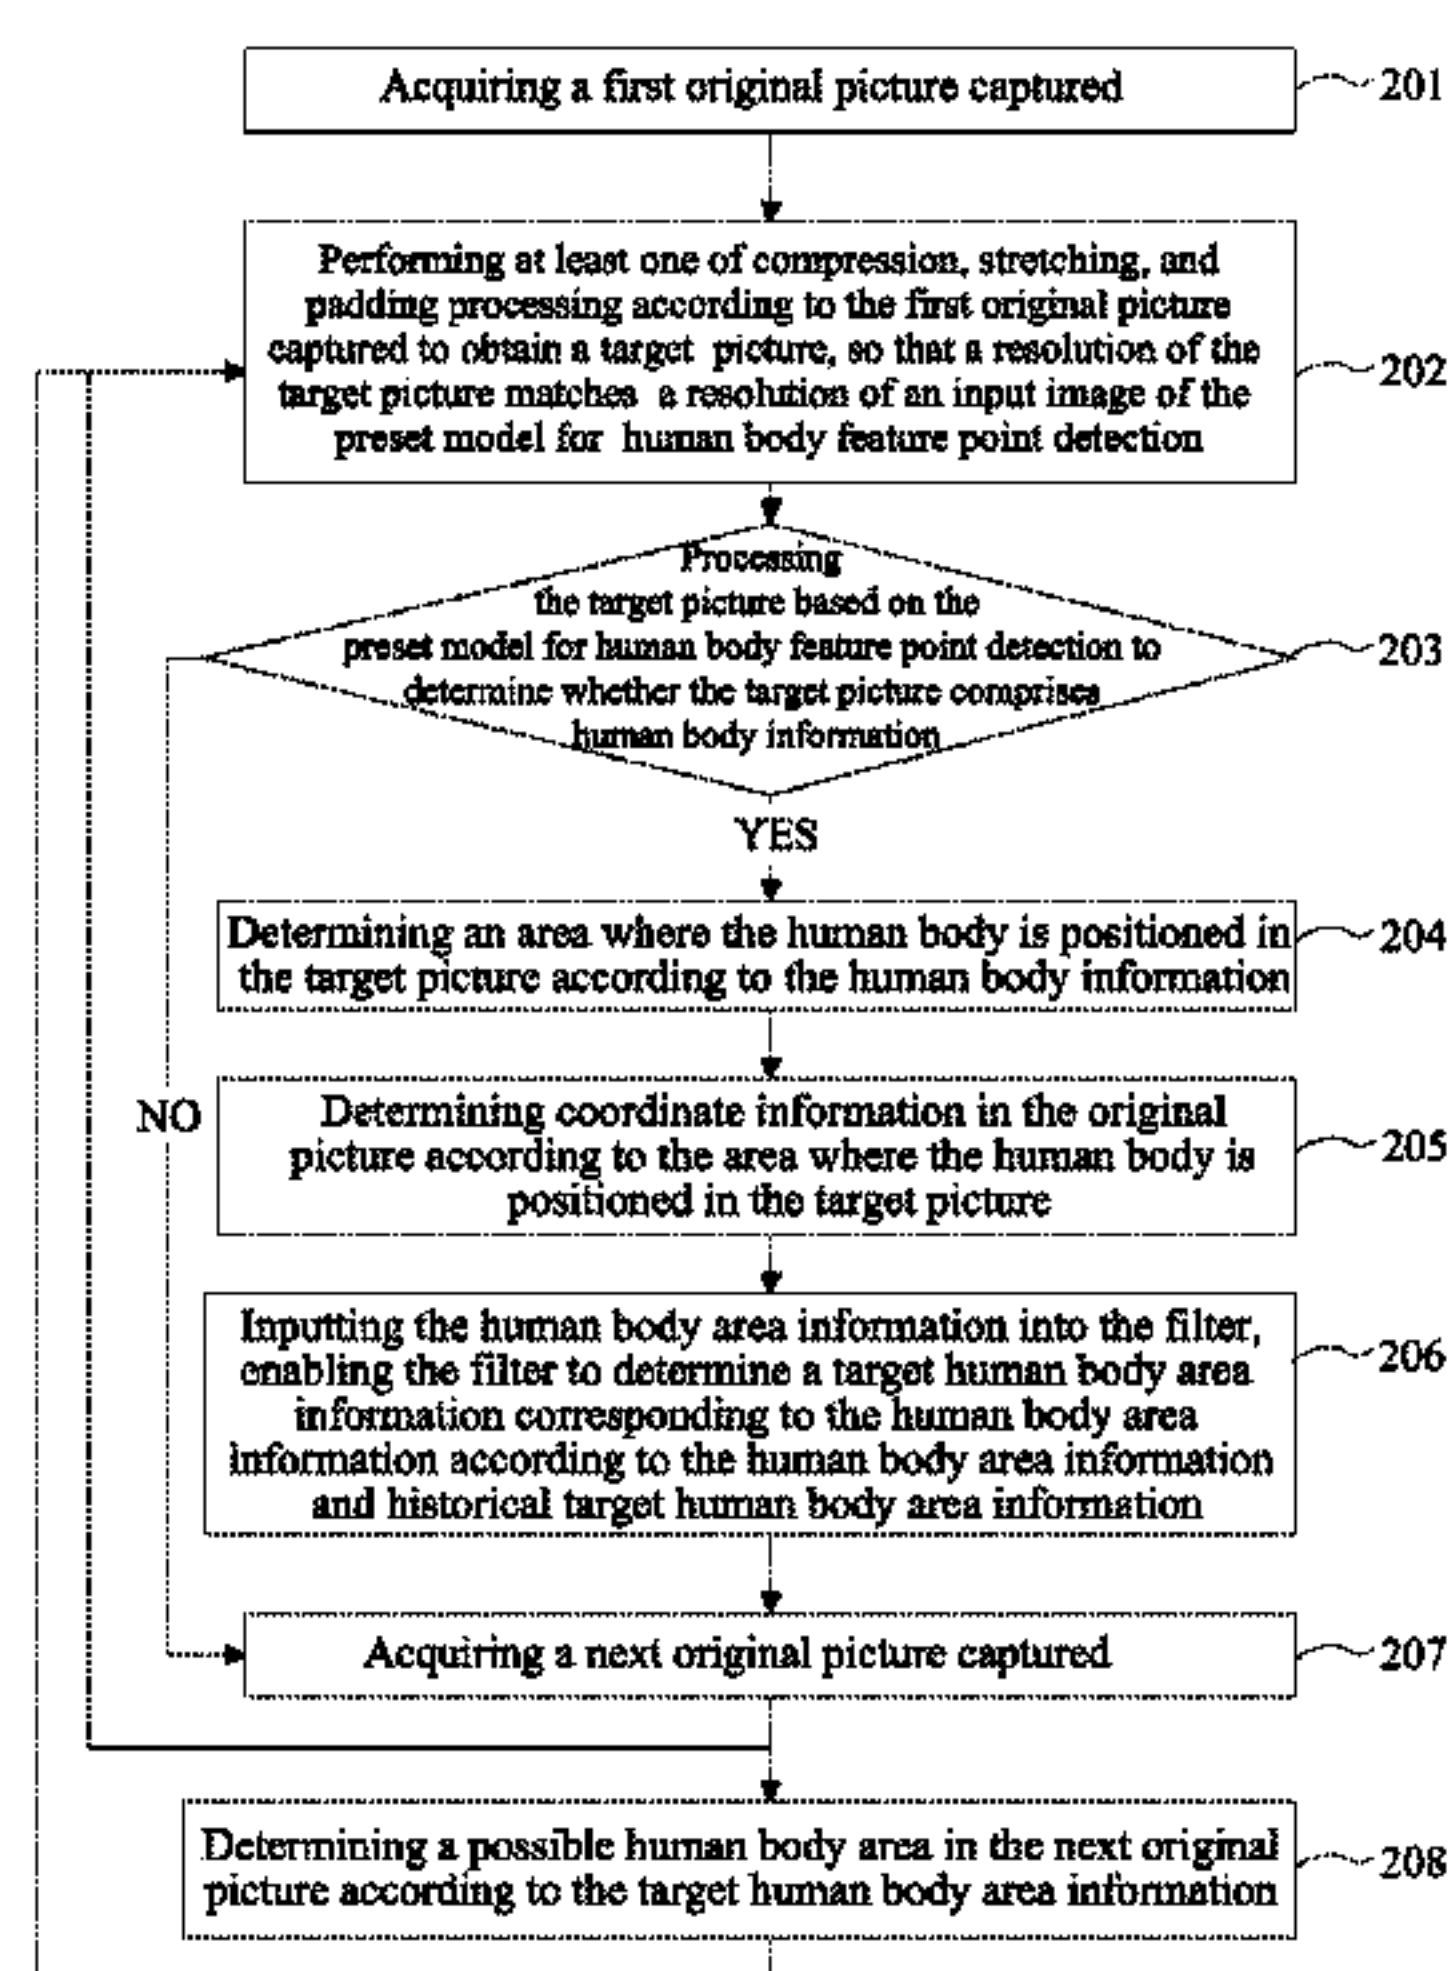 Acquiring a first original picture captured
201
Performing at least one of compression, stretching, and
padding processing according to the first original picture
captured to obtain a target picture, so that a resolution of the
target picture matches a resolution of an input image of the
preset model for human body feature point detection
202
Processing
the target picture based on the
preset model for human body feature point detection to
determine whether the target picture comprises
human body information
203
YES
Determining an area where the human body is positioned in
the target picture according to the human body information
204
NO
Determining coordinate information in the original
picture according to the area where the human body is
positioned in the target picture
205
Inputting the human body area information into the filter,
enabling the filter to determine a target human body area
information corresponding to the human body area
information according to the human body area information
and historical target human body area information
206
Acquiring a next original picture captured
207
Determining a possible human body area in the next original
picture according to the target human body area information
208